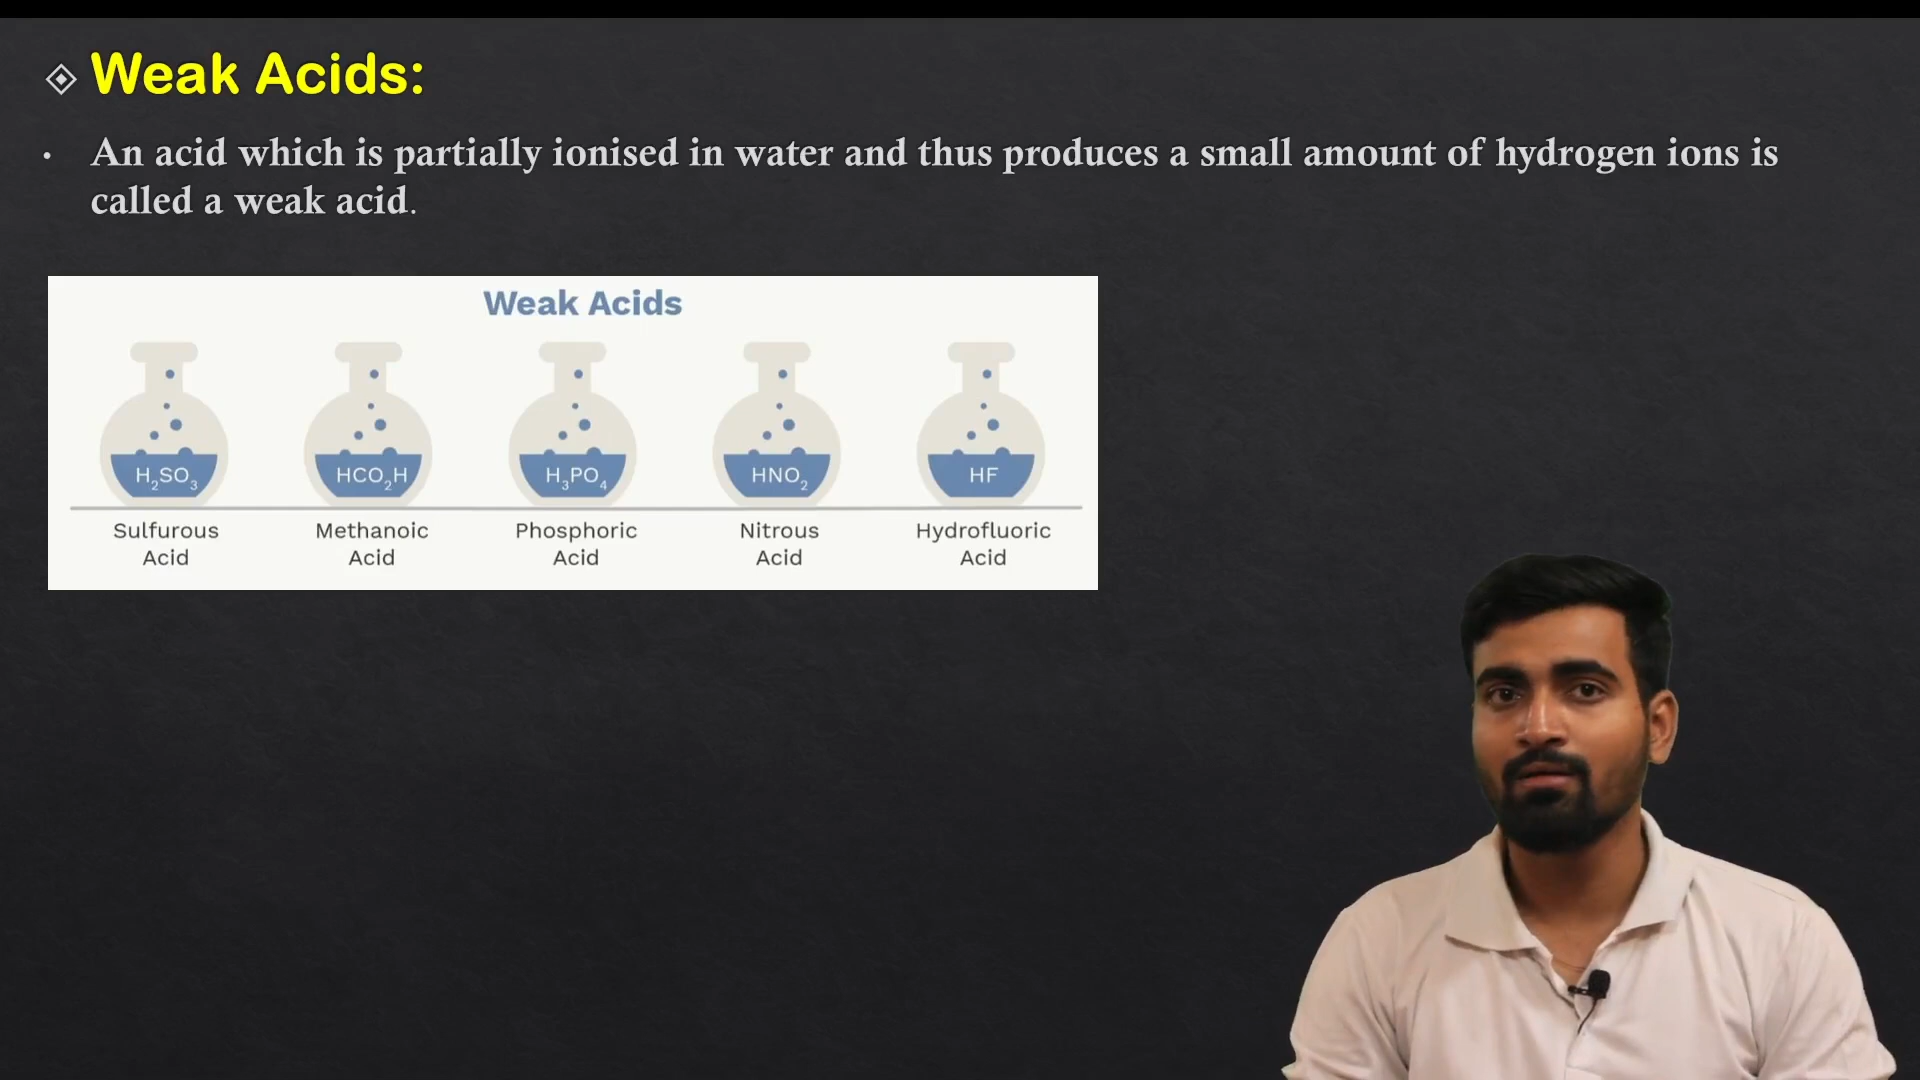 Weak Acids:
• An acid which is partially ionised in water and thus produces a small amount of hydrogen ions is
called a weak acid.
Weak Acids
H₂SO₃ HCO₂H H₃PO₄ HNO₂ HF
Sulfurous Methanoic Phosphoric Nitrous Hydrofluoric
Acid Acid Acid Acid Acid